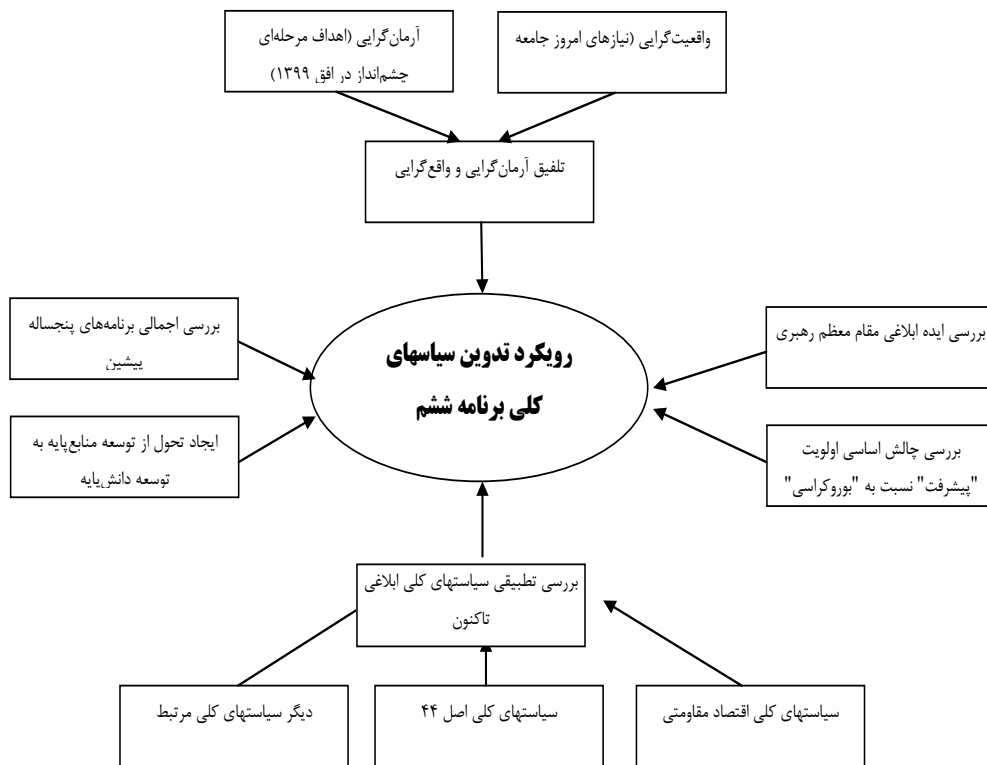 واقعیت‌گرایی (نیازهای امروز جامعه
آرمان‌گرایی (اهداف مرحله‌ای
چشم‌انداز در افق ۱۳۹۹)
تلفیق آرمان‌گرایی و واقع‌گرایی
بررسی ایده ابلاغی مقام معظم رهبری
رویکرد تدوین سیاسهای
کلی برنامه ششم
بررسی اجمالی برنامه‌های پنجساله
پیشین
بررسی چالش اساسی اولویت
"پیشرفت" نسبت به "بوروکراسی"
ایجاد تحول از توسعه منابع‌پایه به
توسعه دانش‌پایه
بررسی تطبیقی سیاستهای کلی ابلاغی
تاکنون
سیاستهای کلی اقتصاد مقاومتی
سیاستهای کلی اصل ۴۴
دیگر سیاستهای کلی مرتبط